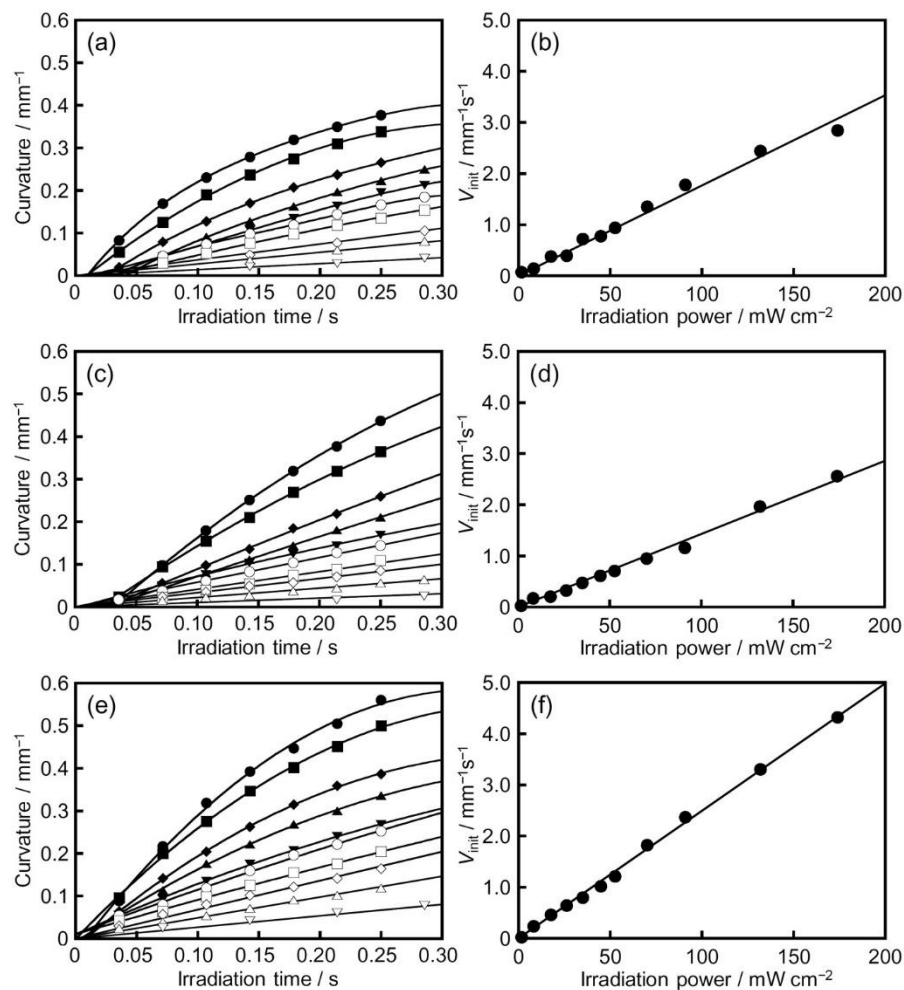 (a)
0.6
0.5
0.4
0.3
0.2
0.1
0
Curvature / mm⁻¹
0 0.05 0.10 0.15 0.20 0.25 0.30
Irradiation time / s
(b)
5.0
4.0
3.0
2.0
1.0
0
V_init / mm⁻¹s⁻¹
0 50 100 150 200
Irradiation power / mW cm⁻²
(c)
0.6
0.5
0.4
0.3
0.2
0.1
0
Curvature / mm⁻¹
0 0.05 0.10 0.15 0.20 0.25 0.30
Irradiation time / s
(d)
5.0
4.0
3.0
2.0
1.0
0
V_init / mm⁻¹s⁻¹
0 50 100 150 200
Irradiation power / mW cm⁻²
(e)
0.6
0.5
0.4
0.3
0.2
0.1
0
Curvature / mm⁻¹
0 0.05 0.10 0.15 0.20 0.25 0.30
Irradiation time / s
(f)
5.0
4.0
3.0
2.0
1.0
0
V_init / mm⁻¹s⁻¹
0 50 100 150 200
Irradiation power / mW cm⁻²